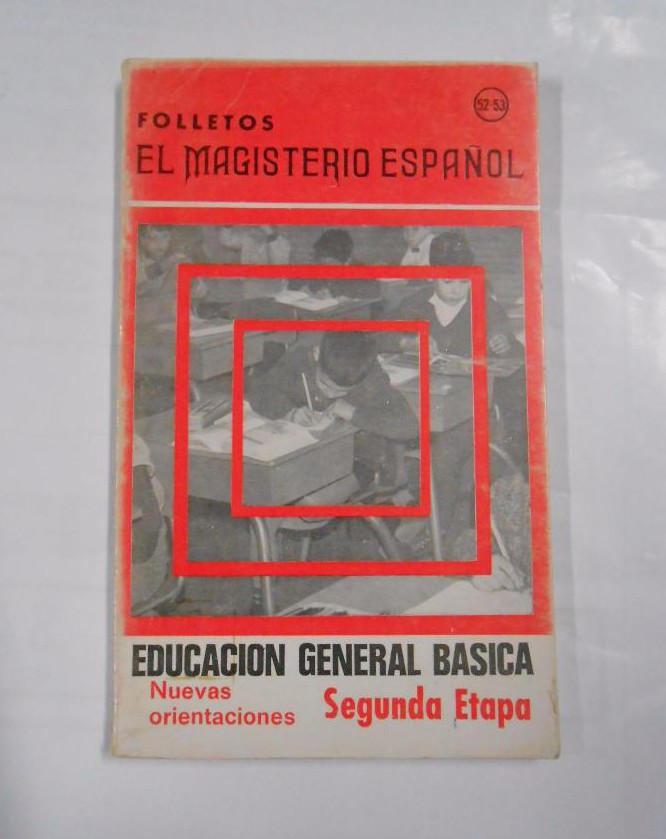 52-53
FOLLETOS
EL MAGISTERIO ESPAÑOL
EDUCACION GENERAL BASICA
Nuevas
orientaciones
Segunda Etapa